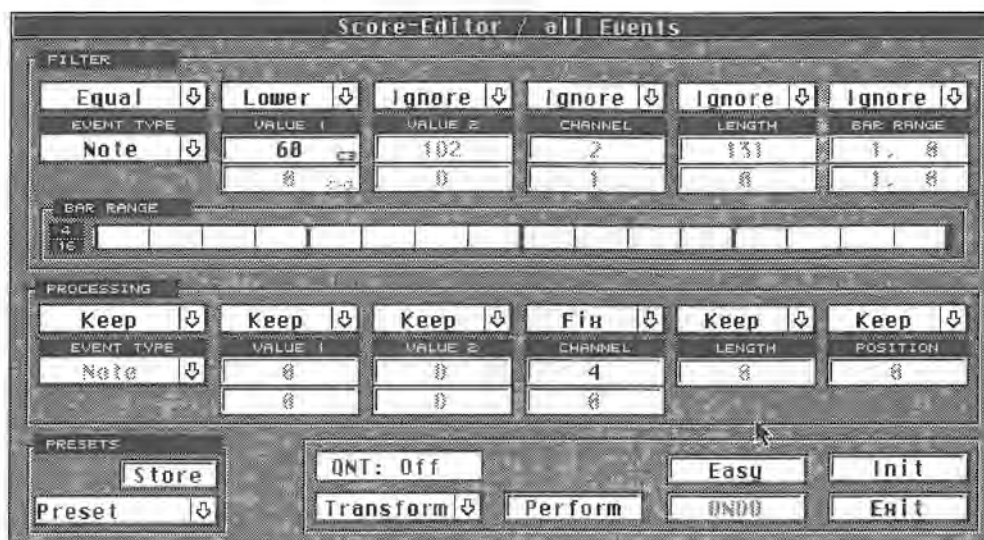 Score-Editor / all Events
FILTER
Equal Lower Ignore Ignore Ignore Ignore
EVENT TYPE VALUE 1 VALUE 2 CHANNEL LENGTH BAR RANGE
Note 60 C3 102 2 131 1. 0
0 0 1 0 1. 0
BAR RANGE
4
16
PROCESSING
Keep Keep Keep Fix Keep Keep
EVENT TYPE VALUE 1 VALUE 2 CHANNEL LENGTH POSITION
Note 0 0 4 0 0
0 0 0
PRESETS
Store QNT: Off Easy Init
Preset Transform Perform UNDO Exit